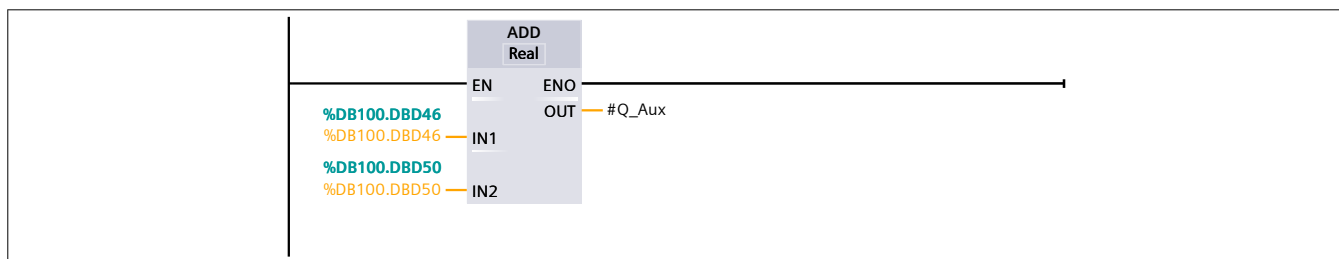 ADD
Real
EN ENO
%DB100.DBD46
OUT #Q_Aux
%DB100.DBD46 IN1
%DB100.DBD50
%DB100.DBD50 IN2